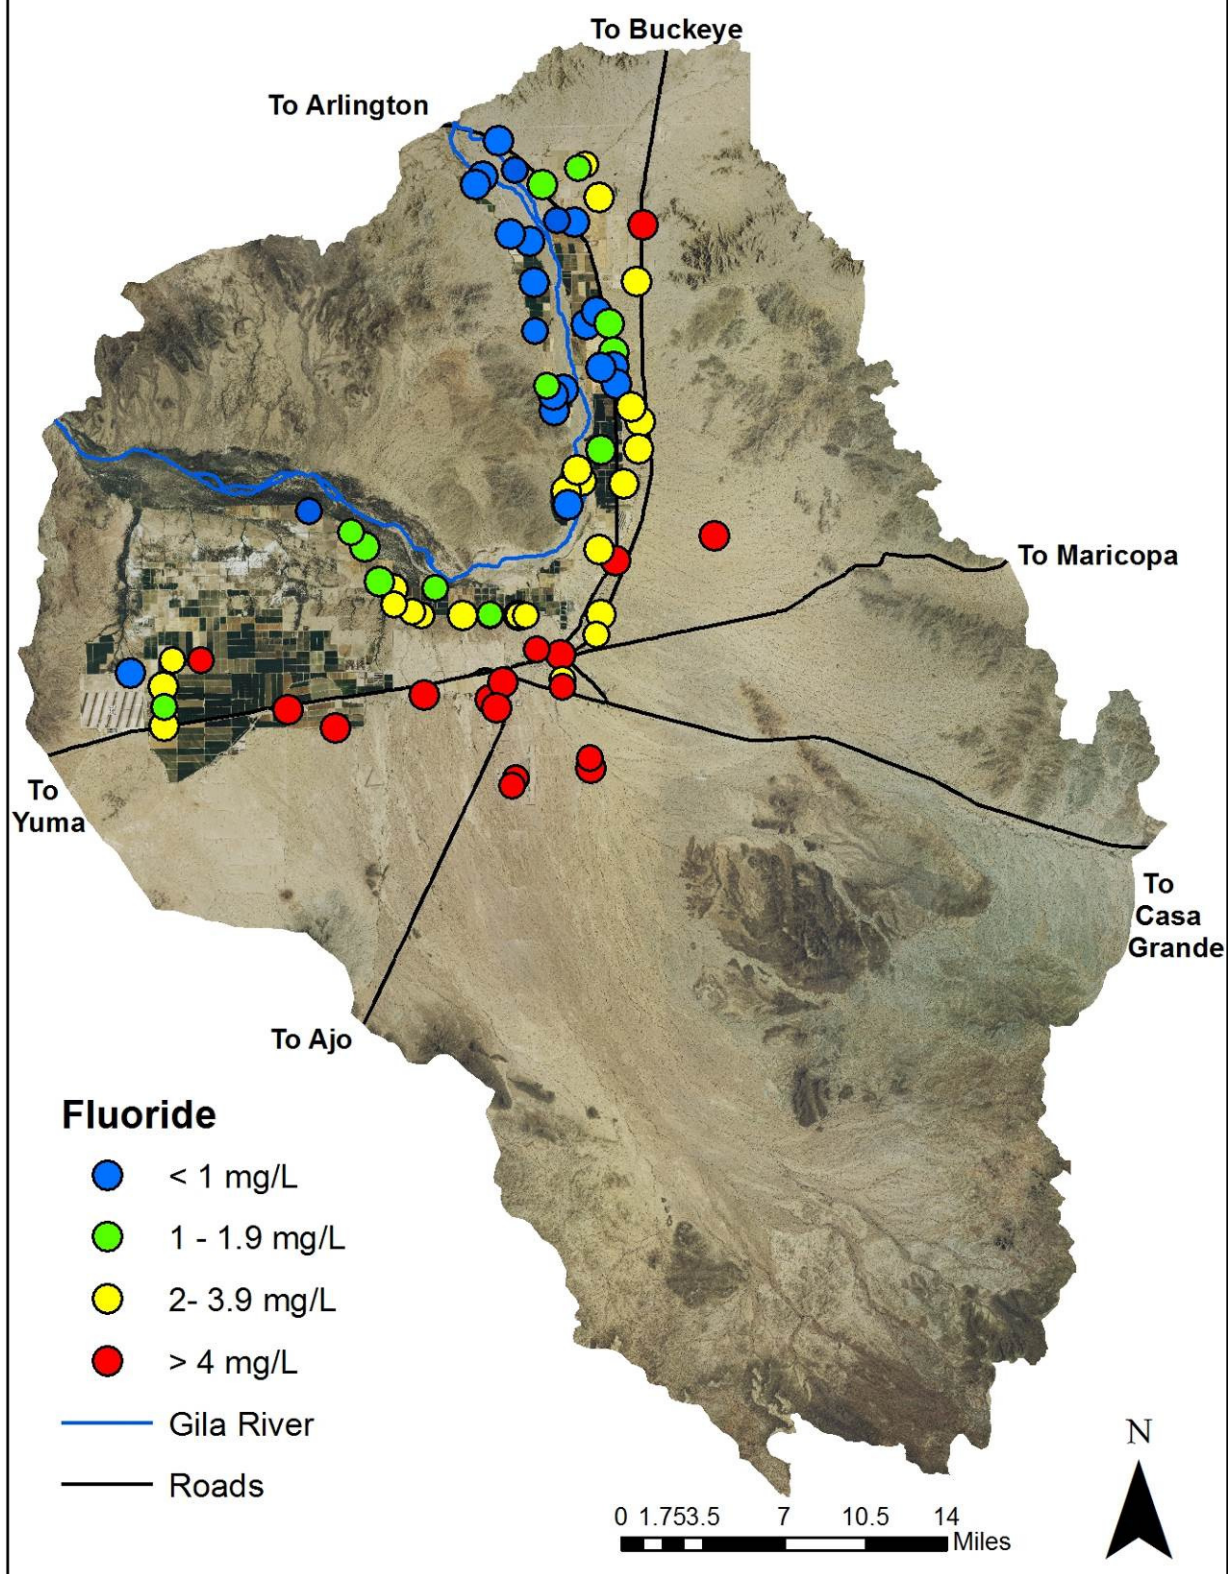 To Buckeye
To Arlington
To Maricopa
To
Yuma
To
Casa
Grande
To Ajo
Fluoride
< 1 mg/L
1 - 1.9 mg/L
2- 3.9 mg/L
> 4 mg/L
Gila River
Roads
N
0 1.753.5 7 10.5 14
Miles